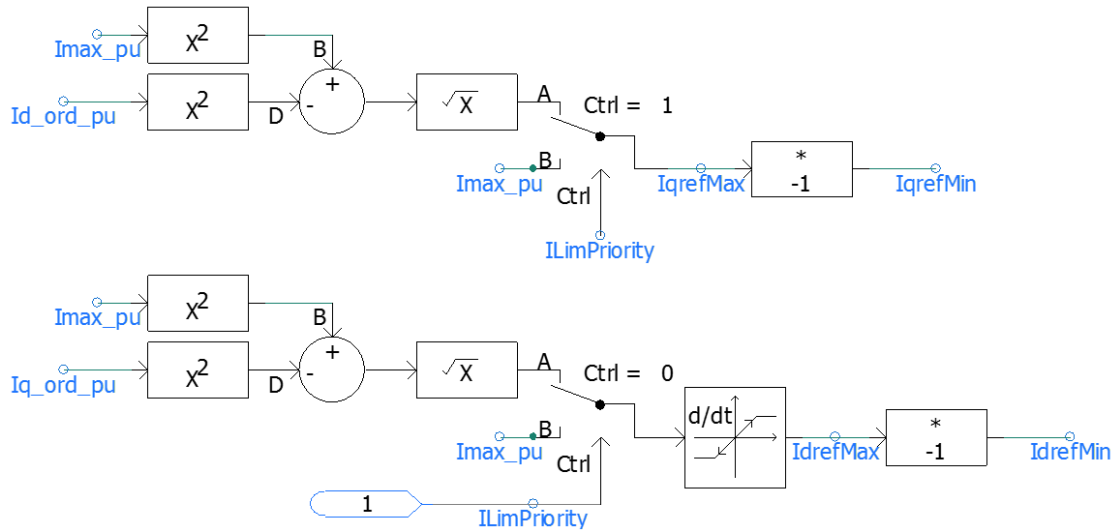 X2
Imax_pu
B
+
X2
-
D
Id_ord_pu
√X
A
Ctrl = 1
B
Imax_pu
Ctrl
IqrefMax
*
-1
IqrefMin
ILimPriority
X2
Imax_pu
B
+
X2
-
D
Iq_ord_pu
√X
A
Ctrl = 0
B
Imax_pu
Ctrl
d/dt
IdrefMax
*
-1
IdrefMin
1
ILimPriority